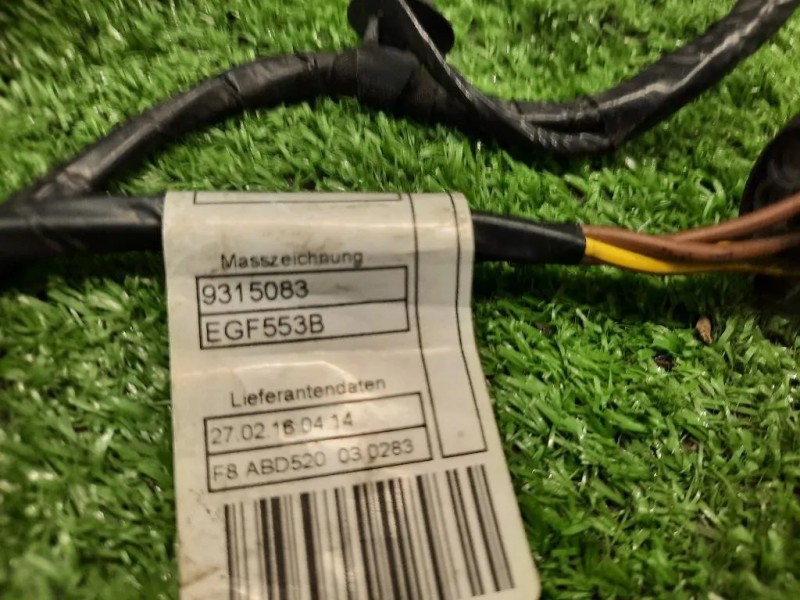 Masszeichnung
9315083
EGF553B
Lieferantendaten
27.02.16 04 14
F8 ABD520 03 0283